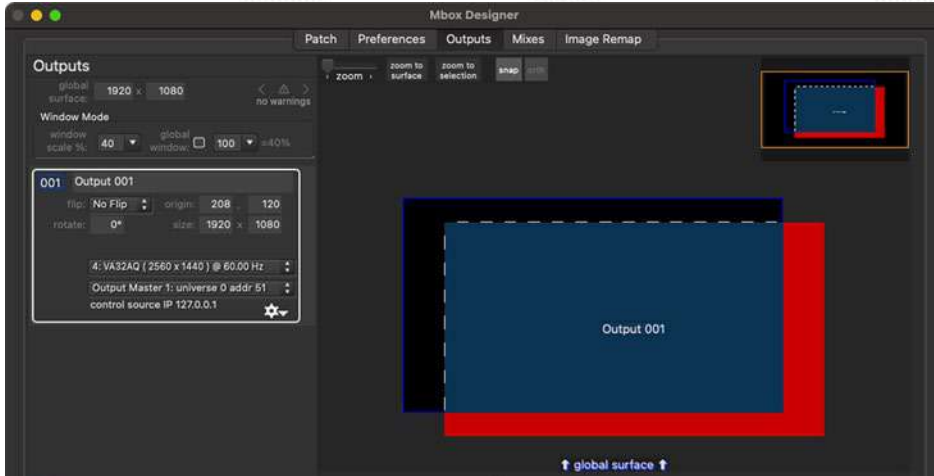 Mbox Designer
Patch Preferences Outputs Mixes Image Remap
Outputs
global surface: 1920 x 1080
no warnings
Window Mode
window scale %: 40 global window: 100 =40%
001 Output 001
flip: No Flip origin: 208 , 120
rotate: 0° size: 1920 x 1080
4: VA32AQ ( 2560 x 1440 ) @ 60.00 Hz
Output Master 1: universe 0 addr 51
control source IP 127.0.0.1
zoom
zoom to surface
zoom to selection
snap
orth
Output 001
global surface